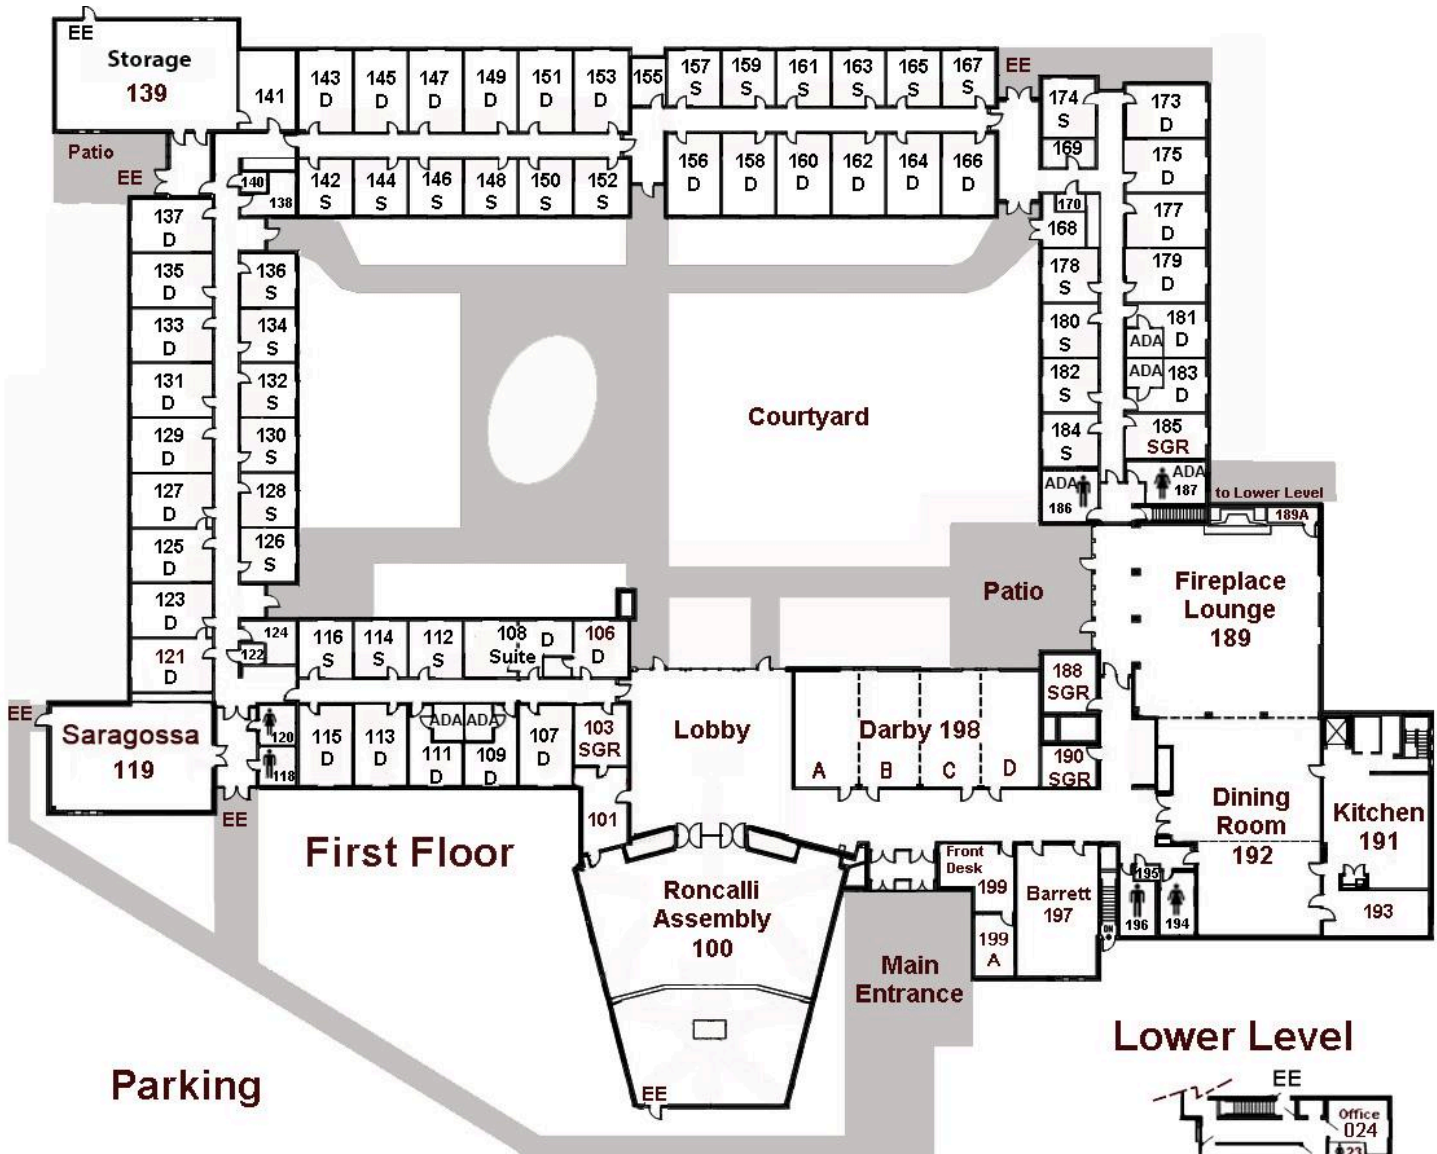 EE
Storage
139
141
143
D
145
D
147
D
149
D
151
D
153
D
155
157
S
159
S
161
S
163
S
165
S
167
S
EE
174
S
173
D
169
175
D
Patio
EE
140
138
142
S
144
S
146
S
148
S
150
S
152
S
156
D
158
D
160
D
162
D
164
D
166
D
170
168
177
D
137
D
135
D
136
S
178
S
179
D
133
D
134
S
180
S
181
ADA D
131
D
132
S
182
S
ADA 183
D
Courtyard
129
D
130
S
184
S
185
SGR
127
D
128
S
ADA
186
ADA
187
to Lower Level
189A
125
D
126
S
123
D
Patio
Fireplace
Lounge
189
124
122
116
S
114
S
112
S
108
Suite
D
106
D
121
D
188
SGR
EE
Saragossa
119
120
118
115
D
113
D
ADA
111
D
ADA
109
D
107
D
103
SGR
Lobby
Darby 198
A
B
C
D
190
SGR
EE
101
Dining
Room
192
Kitchen
191
First Floor
Front
Desk
199
Barrett
197
195
196
194
193
DN
Roncalli
Assembly
100
199
A
Main
Entrance
Lower Level
Parking
EE
EE
Office
024
23